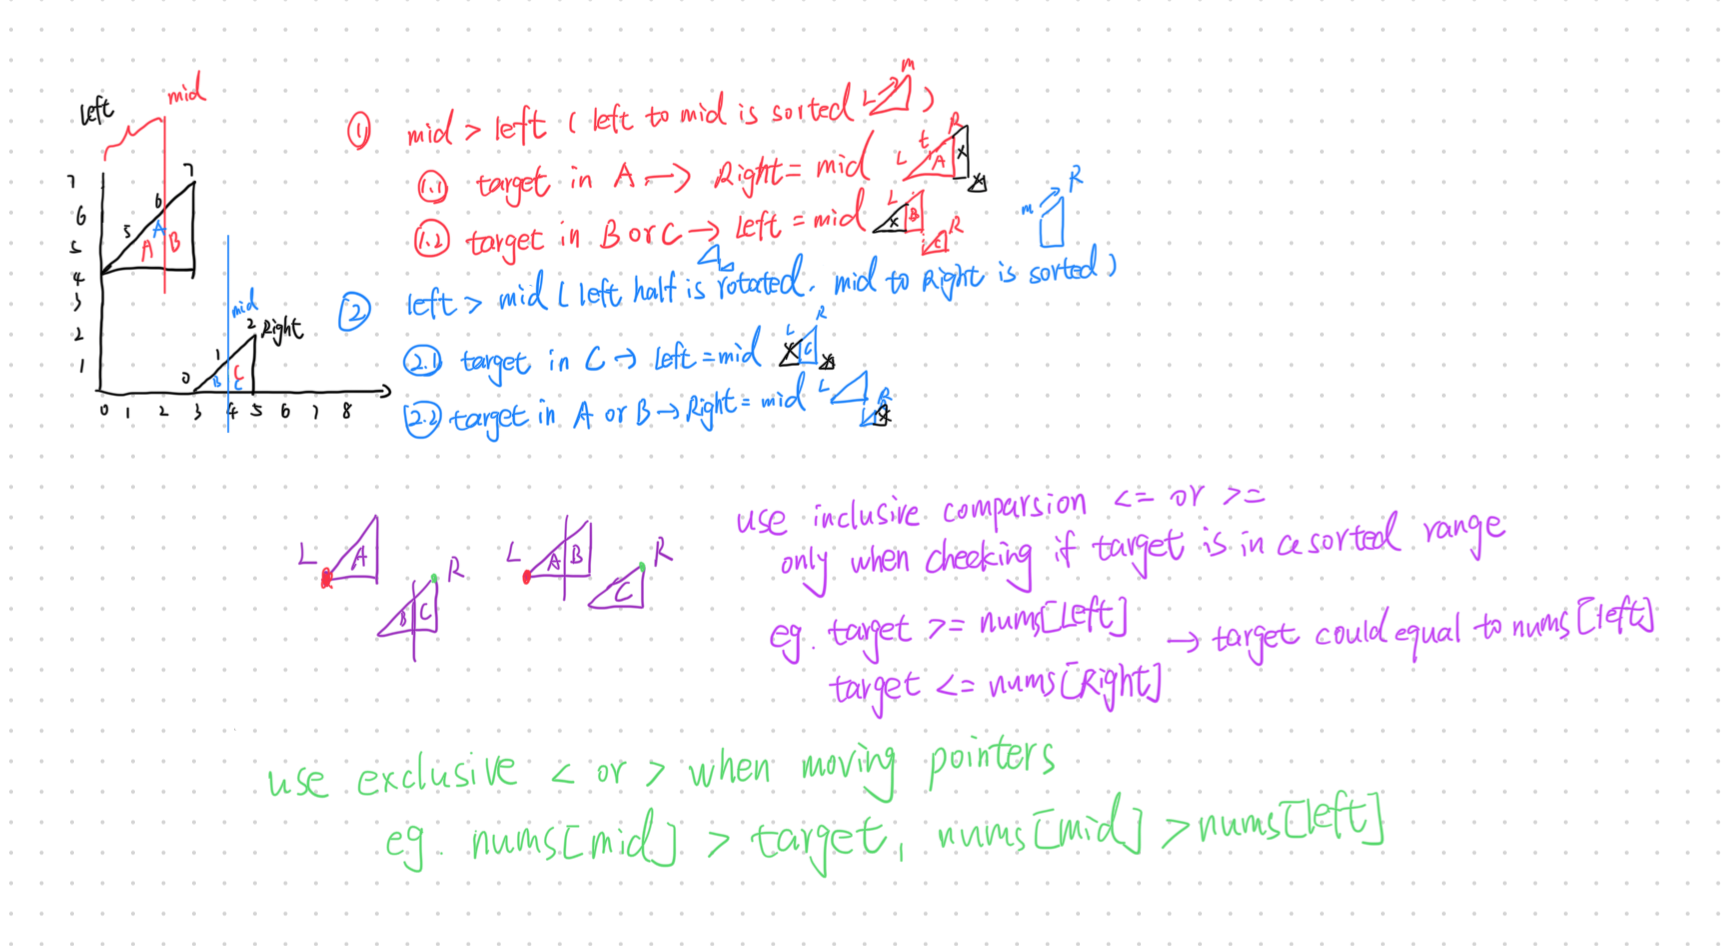 left
mid
① mid > left ( left to mid is sorted L m )
1.1 target in A → Right = mid L t A R x x
1.2 target in B or C → Left = mid L x B C R
m R
② left > mid ( left half is rotated. mid to Right is sorted )
2.1 target in C → Left = mid L R x C x
2.2 target in A or B → Right = mid L R x
7
6
5
4
3
2
1
7
6
5
A
A
B
mid
2 Right
1
0
B
C
C
0 1 2 3 4 5 6 7 8
L A B C R
L A B C R
use inclusive comparsion <= or >=
only when checking if target is in a sorted range
eg. target >= nums[Left] → target could equal to nums[left]
target <= nums[Right]
use exclusive < or > when moving pointers
eg. nums[mid] > target, nums[mid] > nums[left]